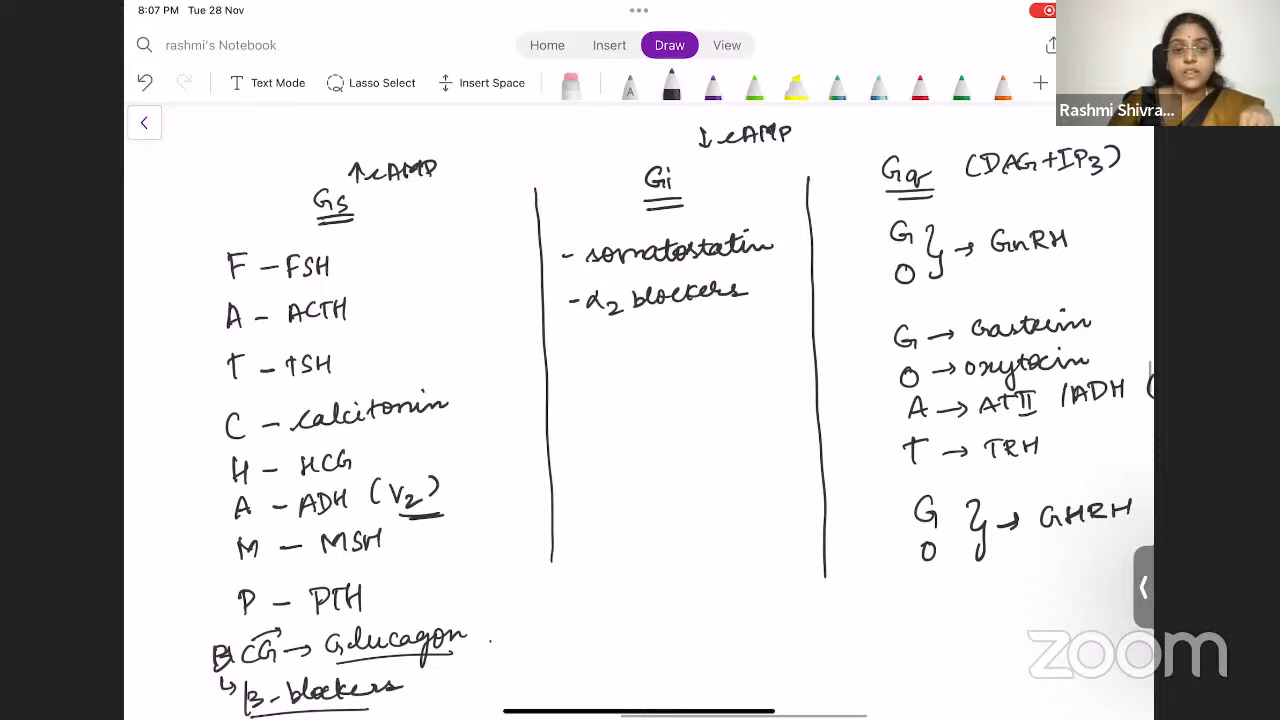 8:07 PM Tue 28 Nov
rashmi's Notebook
Home Insert Draw View
Text Mode Lasso Select Insert Space
A
Rashmi Shivra...
↑cAMP
Gs
F - FSH
A - ACTH
T - TSH
C - calcitonin
H - HCG
A - ADH (V2)
M - MSH
P - PTH
CG → Glucagon
↳ β-blockers
↓cAMP
Gi
- somatostatin
- α2 blockers
Gq (DAG+IP3)
G
O } → GnRH
G → Gastrin
O → oxytocin
A → ATII /ADH (
T → TRH
G
O } → GHRH
zoom